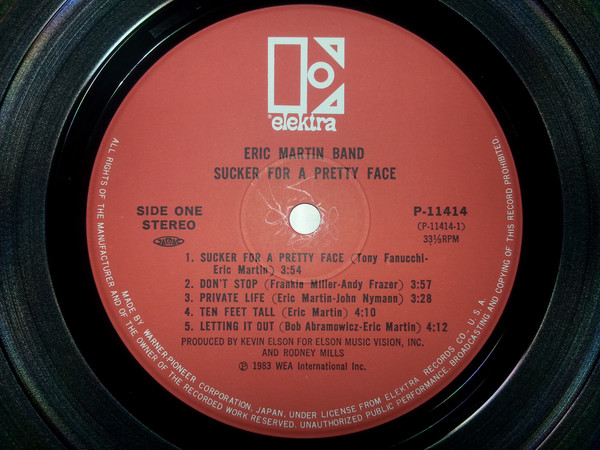 elektra
ERIC MARTIN BAND
SUCKER FOR A PRETTY FACE
SIDE ONE
STEREO
JASRAC
P-11414
(P-11414-1)
33⅓RPM
1. SUCKER FOR A PRETTY FACE (Tony Fanucchi-
Eric Martin) 3:54
2. DON'T STOP (Frankie Miller-Andy Frazer) 3:57
3. PRIVATE LIFE (Eric Martin-John Nymann) 3:28
4. TEN FEET TALL (Eric Martin) 4:10
5. LETTING IT OUT (Bob Abramowicz-Eric Martin) 4:12
PRODUCED BY KEVIN ELSON FOR ELSON MUSIC VISION, INC.
AND RODNEY MILLS
Ⓟ 1983 WEA International Inc.
ALL RIGHTS OF THE MANUFACTURER AND OF THE OWNER OF THE RECORDED WORK RESERVED. UNAUTHORIZED PUBLIC PERFORMANCE, BROADCASTING AND COPYING OF THIS RECORD PROHIBITED.
MADE BY WARNER-PIONEER CORPORATION, JAPAN, UNDER LICENSE FROM ELEKTRA RECORDS CO., U.S.A.